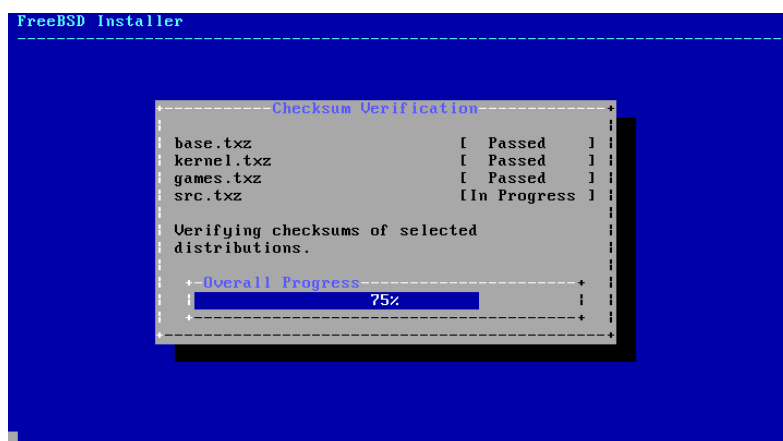 FreeBSD Installer
Checksum Verification
base.txz [ Passed ]
kernel.txz [ Passed ]
games.txz [ Passed ]
src.txz [In Progress ]
Verifying checksums of selected
distributions.
Overall Progress
75%